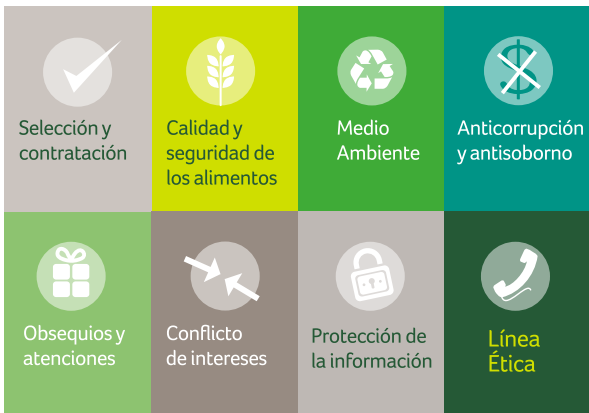 Selección y
contratación
Calidad y
seguridad de
los alimentos
Medio
Ambiente
Anticorrupción
y antisoborno
Obsequios y
atenciones
Conflicto
de intereses
Protección de
la información
Línea
Ética